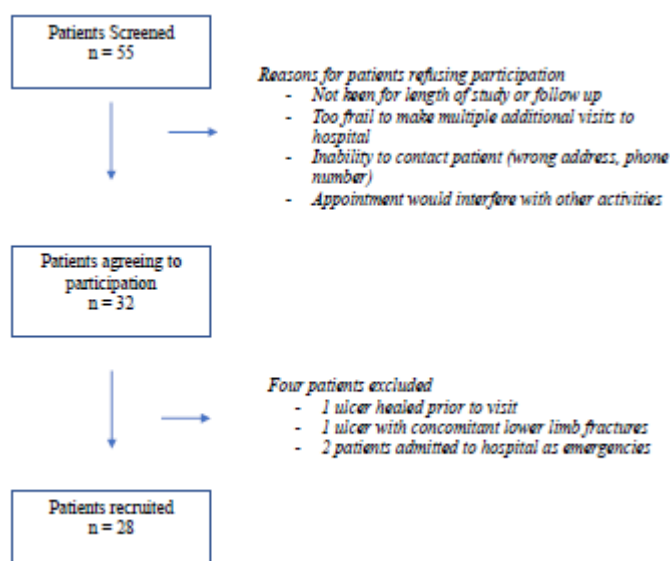 Patients Screened
n = 55
Reasons for patients refusing participation
- Not keen for length of study or follow up
- Too frail to make multiple additional visits to
hospital
- Inability to contact patient (wrong address, phone
number)
- Appointment would interfere with other activities
Patients agreeing to
participation
n = 32
Four patients excluded
- 1 ulcer healed prior to visit
- 1 ulcer with concomitant lower limb fractures
- 2 patients admitted to hospital as emergencies
Patients recruited
n = 28